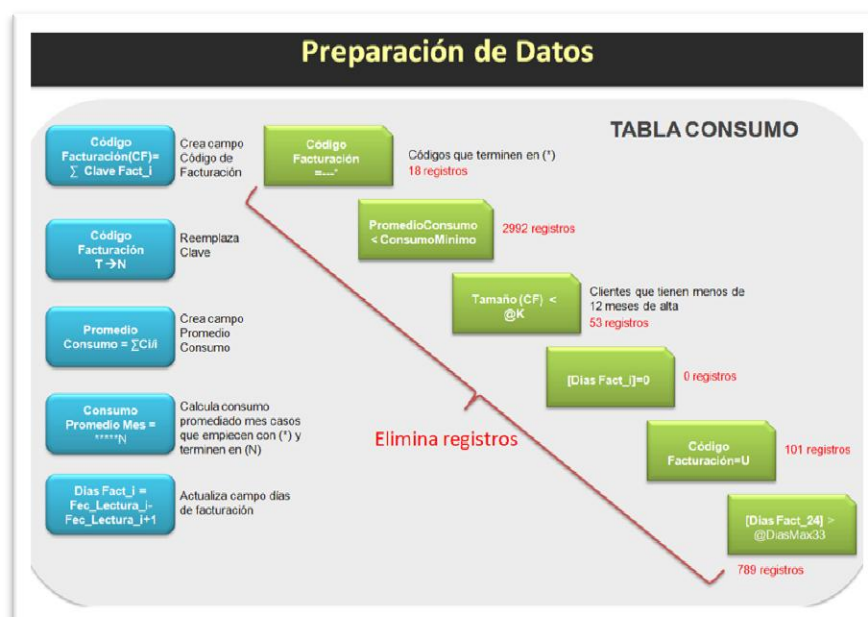 Preparación de Datos
TABLA CONSUMO
Código
Facturación(CF)=
∑ Clave Fact_i
Crea campo
Código de
Facturación
Código
Facturación
T→N
Reemplaza
Clave
Promedio
Consumo = ∑Ci/i
Crea campo
Promedio
Consumo
Consumo
Promedio Mes =
*****N
Calcula consumo
promediado mes casos
que empiecen con (*) y
terminen en (N)
Dias Fact_i =
Fec_Lectura_i-
Fec_Lectura_i+1
Actualiza campo días
de facturación
Código
Facturación
=---*
Códigos que terminen en (*)
18 registros
PromedioConsumo
< ConsumoMinimo
2992 registros
Tamaño (CF) <
@K
Clientes que tienen menos de
12 meses de alta
53 registros
[Dias Fact_i]=0
0 registros
Código
Facturación=U
101 registros
[Dias Fact_24] >
@DiasMax33
789 registros
Elimina registros